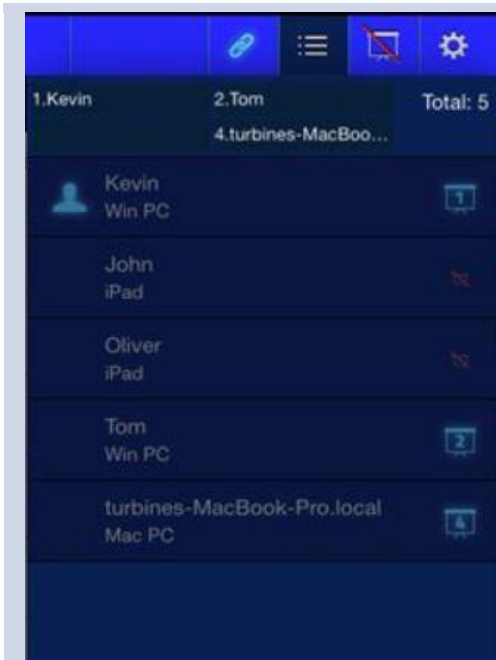 1.Kevin
2.Tom
Total: 5
4.turbines-MacBoo...
Kevin
Win PC
1
John
iPad
Oliver
iPad
Tom
Win PC
2
turbines-MacBook-Pro.local
Mac PC
4